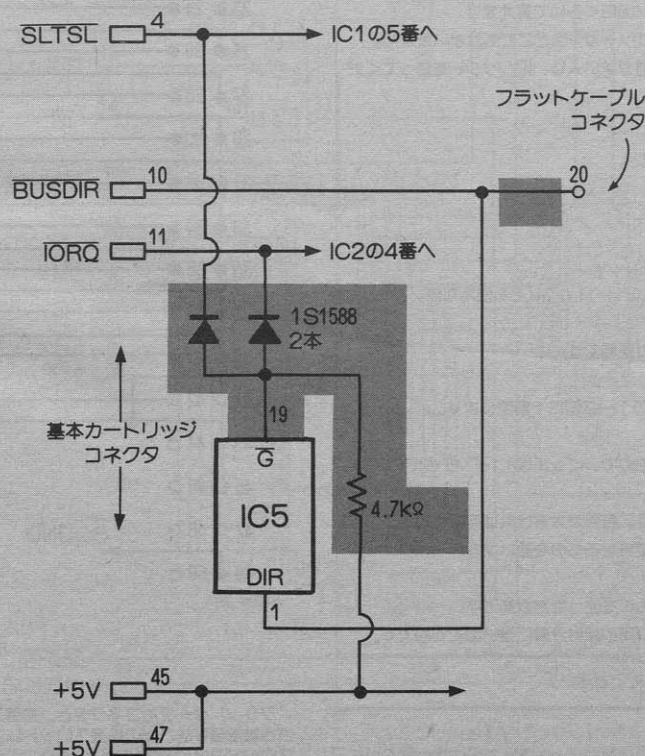 SLTSL 4
IC1の5番へ
フラットケーブル
コネクタ
BUSDIR 10
20
IORQ 11
IC2の4番へ
1S1588
2本
基本カートリッジ
コネクタ
19
G
IC5
4.7kΩ
DIR
1
+5V 45
+5V 47